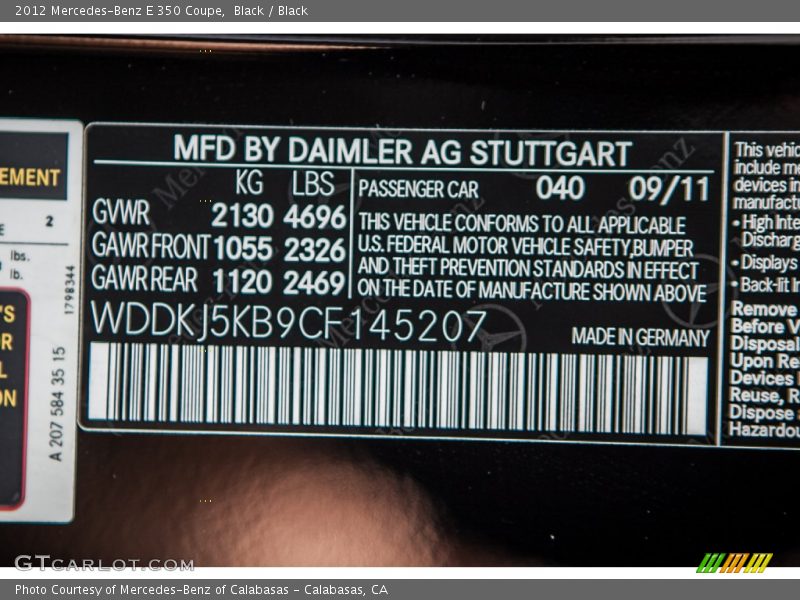 2012 Mercedes-Benz E 350 Coupe, Black / Black
EMENT
2
lbs.
lb.
179B344
A 207 584 35 15
MFD BY DAIMLER AG STUTTGART
KG LBS
GVWR 2130 4696
GAWR FRONT 1055 2326
GAWR REAR 1120 2469
PASSENGER CAR 040 09/11
THIS VEHICLE CONFORMS TO ALL APPLICABLE
U.S. FEDERAL MOTOR VEHICLE SAFETY,BUMPER
AND THEFT PREVENTION STANDARDS IN EFFECT
ON THE DATE OF MANUFACTURE SHOWN ABOVE
WDDKJ5KB9CF145207
MADE IN GERMANY
This vehic
include me
devices in
manufactu
• High Inte
Discharg
• Displays
• Back-lit In
Remove
Before V
Disposal
Upon Re
Devices
Reuse, R
Dispose
Hazardou
GTCARLOT.COM
Photo Courtesy of Mercedes-Benz of Calabasas - Calabasas, CA